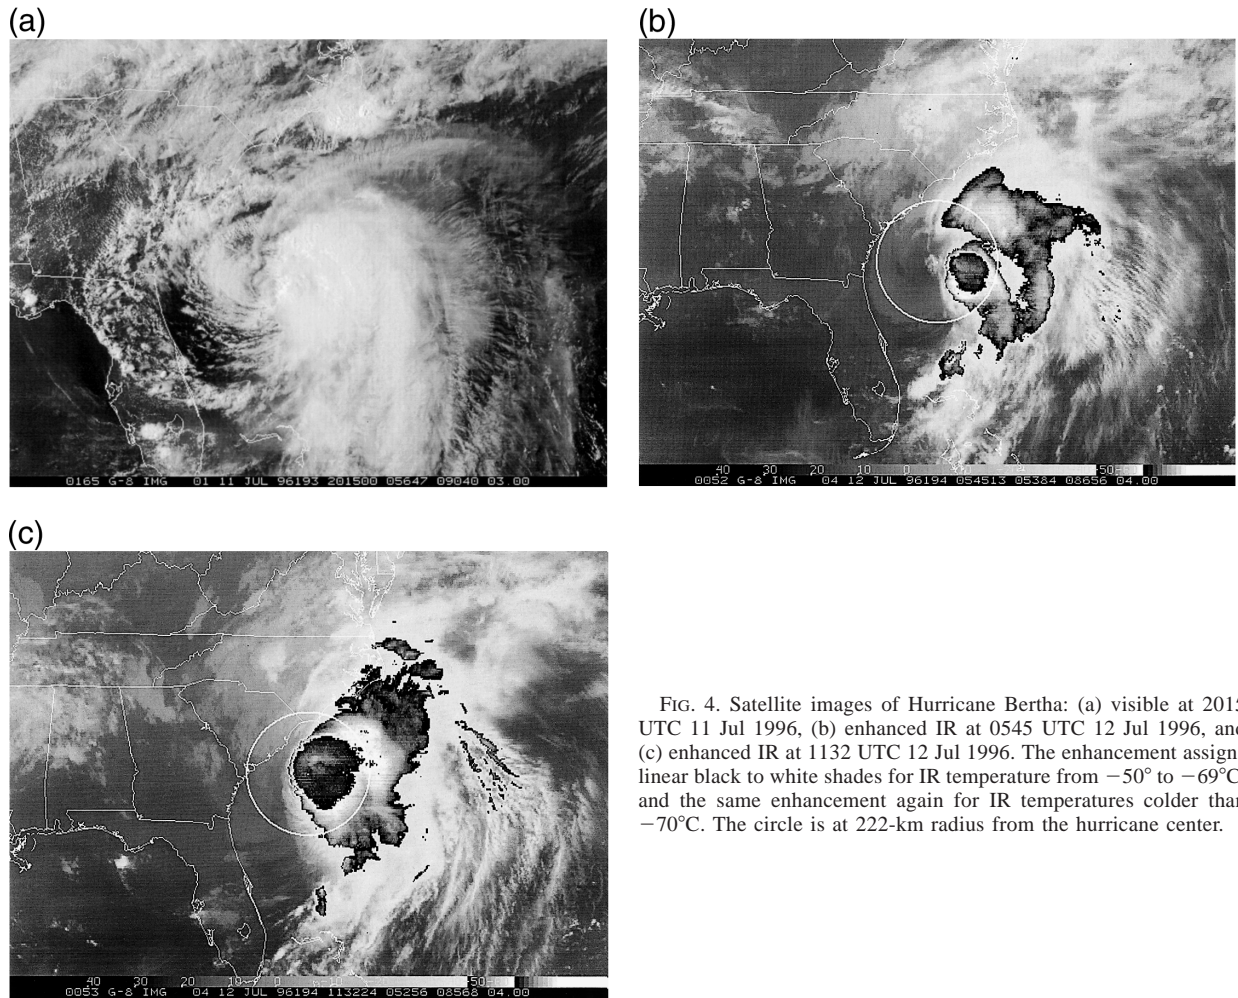 (a)
(b)
0165 G-8 IMG 01 11 JUL 96193 201500 05647 09040 03.00
40 30 20 10 0 -50
0052 G-8 IMG 04 12 JUL 96194 054513 05384 08656 04.00
(c)
40 30 20 -50
0053 G-8 IMG 04 12 JUL 96194 113224 05256 08568 04.00
FIG. 4. Satellite images of Hurricane Bertha: (a) visible at 2015
UTC 11 Jul 1996, (b) enhanced IR at 0545 UTC 12 Jul 1996, and
(c) enhanced IR at 1132 UTC 12 Jul 1996. The enhancement assign
linear black to white shades for IR temperature from −50° to −69°C
and the same enhancement again for IR temperatures colder than
−70°C. The circle is at 222-km radius from the hurricane center.